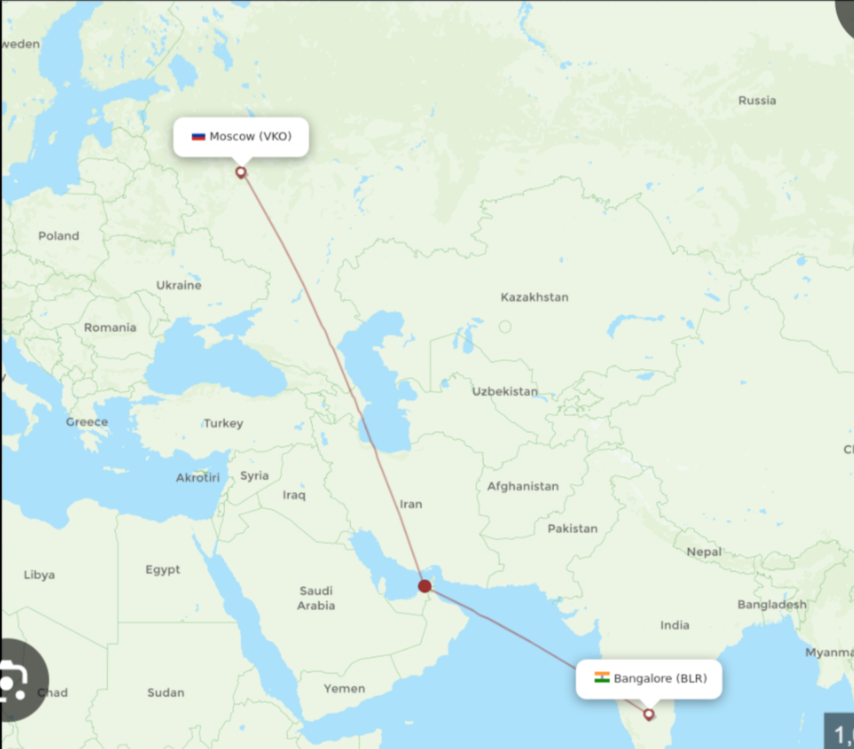 weden
Russia
Moscow (VKO)
Poland
Ukraine
Kazakhstan
Romania
Uzbekistan
Greece
Turkey
Akrotiri
Syria
Afghanistan
Iraq
Iran
Pakistan
Nepal
Libya
Egypt
Saudi
Arabia
Bangladesh
India
Myanma
Bangalore (BLR)
Chad
Sudan
Yemen
1,